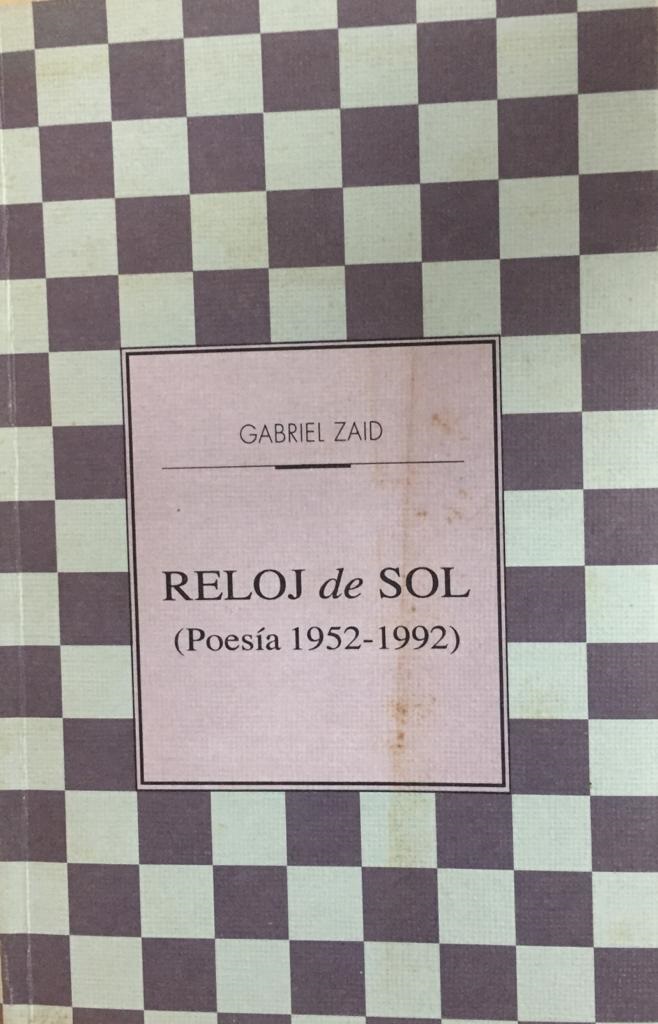 GABRIEL ZAID
RELOJ de SOL
(Poesía 1952-1992)